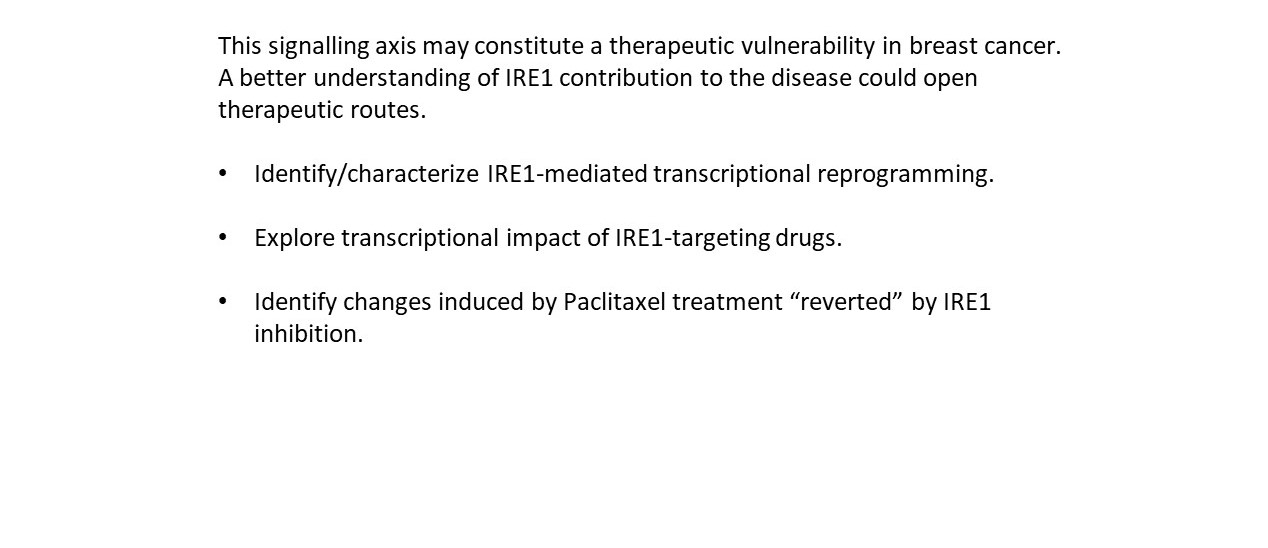 This signalling axis may constitute a therapeutic vulnerability in breast cancer.
A better understanding of IRE1 contribution to the disease could open
therapeutic routes.
• Identify/characterize IRE1-mediated transcriptional reprogramming.
• Explore transcriptional impact of IRE1-targeting drugs.
• Identify changes induced by Paclitaxel treatment “reverted” by IRE1
inhibition.